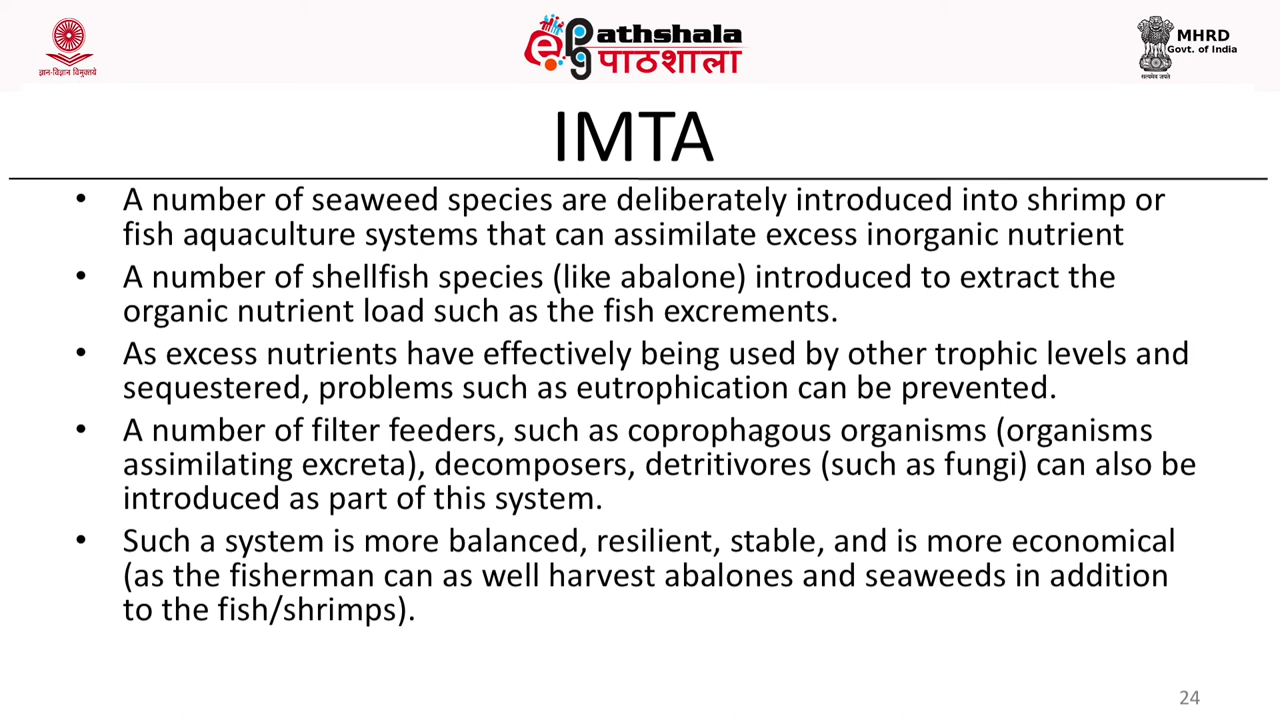 ज्ञान-विज्ञान विमुक्तये
ePathshala
पाठशाला
MHRD
Govt. of India
सत्यमेव जयते
IMTA
• A number of seaweed species are deliberately introduced into shrimp or
fish aquaculture systems that can assimilate excess inorganic nutrient
• A number of shellfish species (like abalone) introduced to extract the
organic nutrient load such as the fish excrements.
• As excess nutrients have effectively being used by other trophic levels and
sequestered, problems such as eutrophication can be prevented.
• A number of filter feeders, such as coprophagous organisms (organisms
assimilating excreta), decomposers, detritivores (such as fungi) can also be
introduced as part of this system.
• Such a system is more balanced, resilient, stable, and is more economical
(as the fisherman can as well harvest abalones and seaweeds in addition
to the fish/shrimps).
24